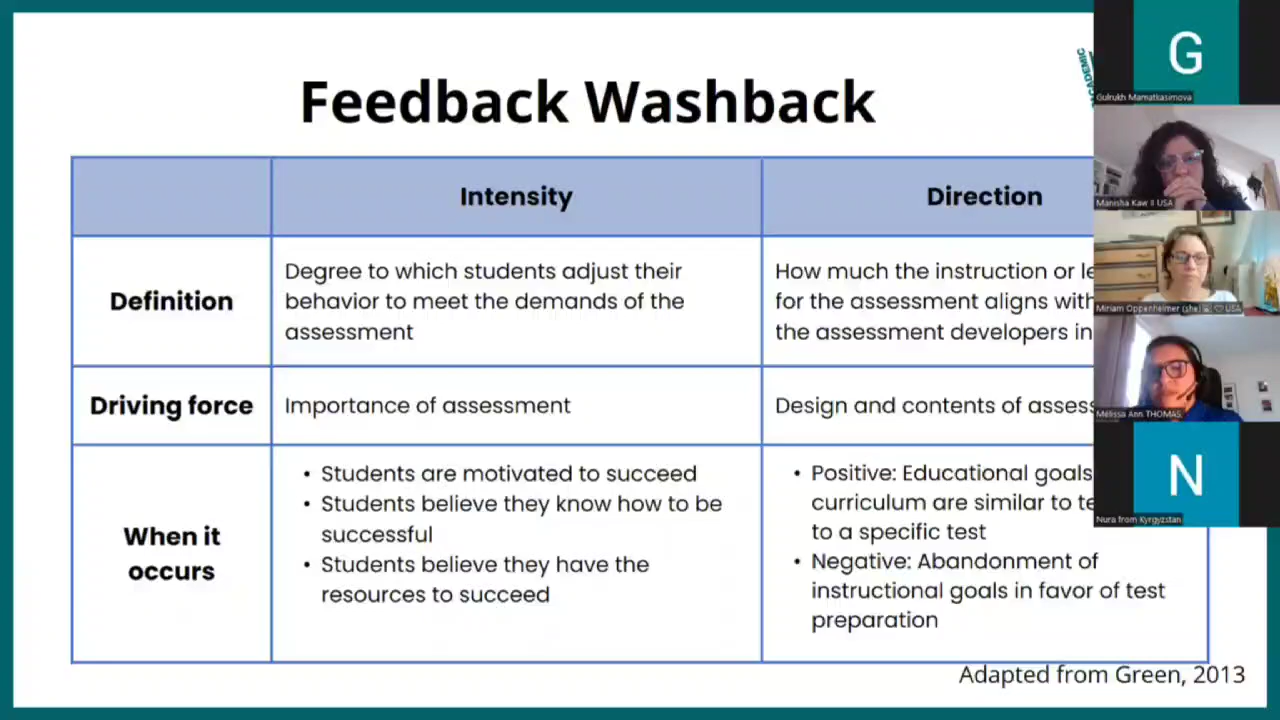 Feedback Washback
Intensity
Direction
Definition
Degree to which students adjust their
behavior to meet the demands of the
assessment
How much the instruction or
for the assessment aligns
the assessment developers
Driving force
Importance of assessment
Design and contents of
When it
occurs
• Students are motivated to succeed
• Students believe they know how to be
successful
• Students believe they have the
resources to succeed
• Positive: Educational goals
curriculum are similar to
to a specific test
• Negative: Abandonment of
instructional goals in favor of test
preparation
Adapted from Green, 2013
G
Gulrukh Mamatkasimova
Manisha Kaw II USA
Miriam Oppenheimer (she) USA
Melissa Ann THOMAS
N
Nura from Kyrgyzstan